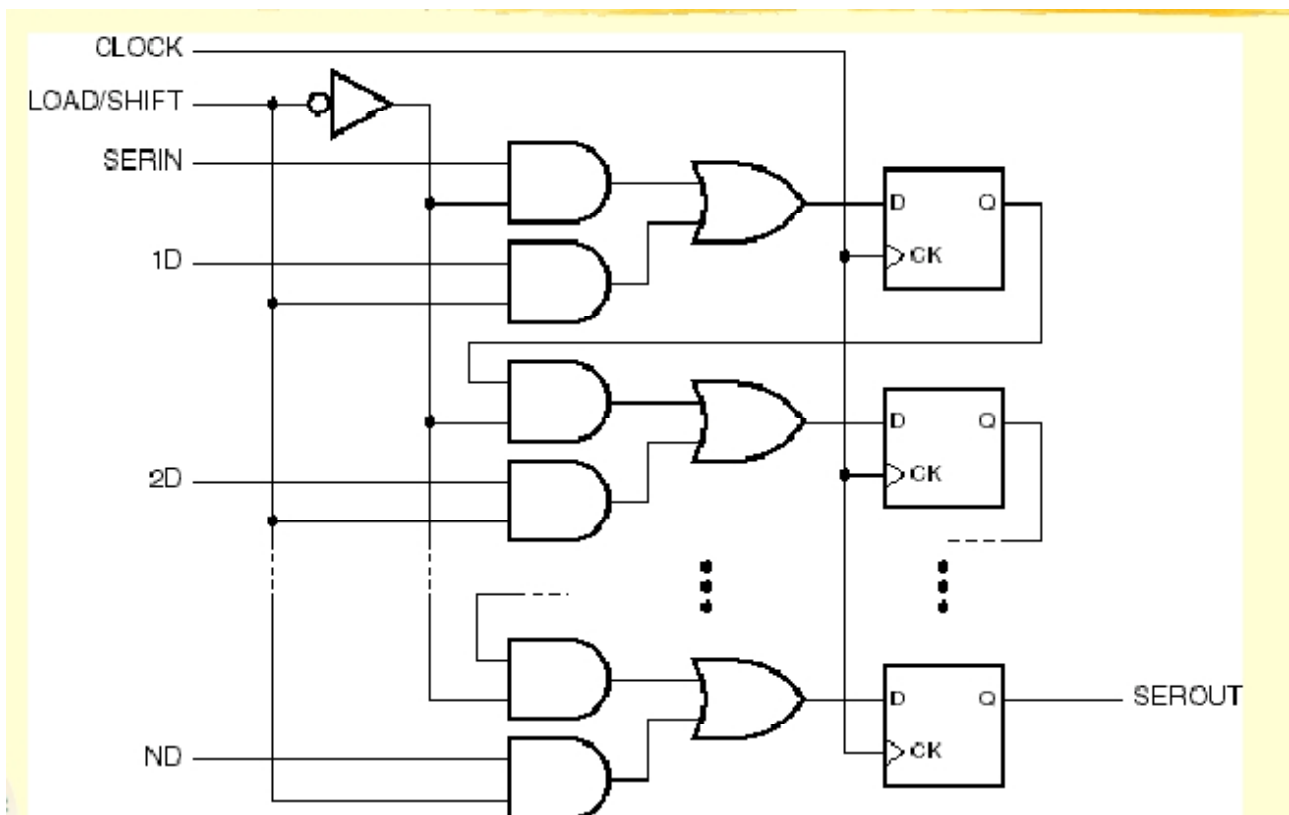 CLOCK
LOAD/SHIFT
SERIN
1D
D Q
CK
2D
D Q
CK
D Q
SEROUT
CK
ND